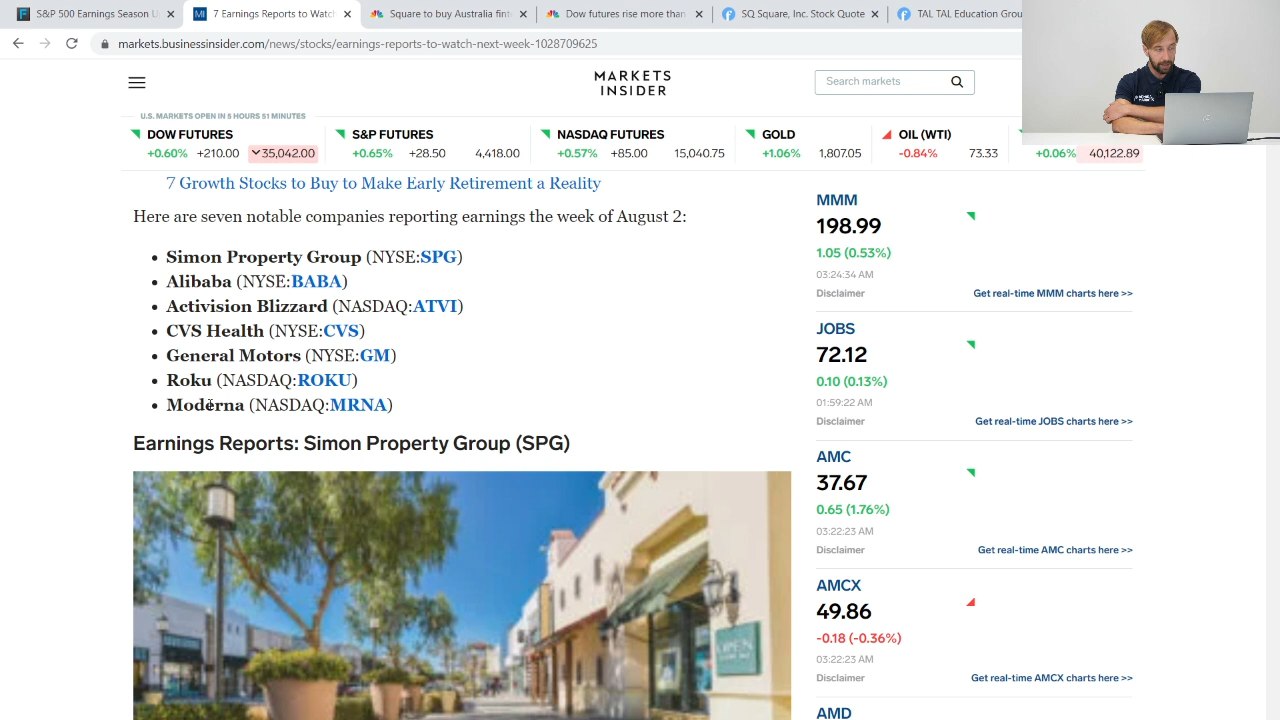 S&P 500 Earnings Season U
7 Earnings Reports to Watch
Square to buy Australia fint
Dow futures rise more than
SQ Square, Inc. Stock Quote
TAL TAL Education Grou
markets.businessinsider.com/news/stocks/earnings-reports-to-watch-next-week-1028709625
MARKETS
INSIDER
Search markets
U.S. MARKETS OPEN IN 5 HOURS 51 MINUTES
DOW FUTURES
+0.60% +210.00 35,042.00
S&P FUTURES
+0.65% +28.50 4,418.00
NASDAQ FUTURES
+0.57% +85.00 15,040.75
GOLD
+1.06% 1,807.05
OIL (WTI)
-0.84% 73.33
+0.06% 40,122.89
7 Growth Stocks to Buy to Make Early Retirement a Reality
Here are seven notable companies reporting earnings the week of August 2:
Simon Property Group (NYSE:SPG)
Alibaba (NYSE:BABA)
Activision Blizzard (NASDAQ:ATVI)
CVS Health (NYSE:CVS)
General Motors (NYSE:GM)
Roku (NASDAQ:ROKU)
Moderna (NASDAQ:MRNA)
Earnings Reports: Simon Property Group (SPG)
OPEN
MMM
198.99
1.05 (0.53%)
03:24:34 AM
Disclaimer
Get real-time MMM charts here >>
JOBS
72.12
0.10 (0.13%)
01:59:22 AM
Disclaimer
Get real-time JOBS charts here >>
AMC
37.67
0.65 (1.76%)
03:22:23 AM
Disclaimer
Get real-time AMC charts here >>
AMCX
49.86
-0.18 (-0.36%)
03:22:23 AM
Disclaimer
Get real-time AMCX charts here >>
AMD